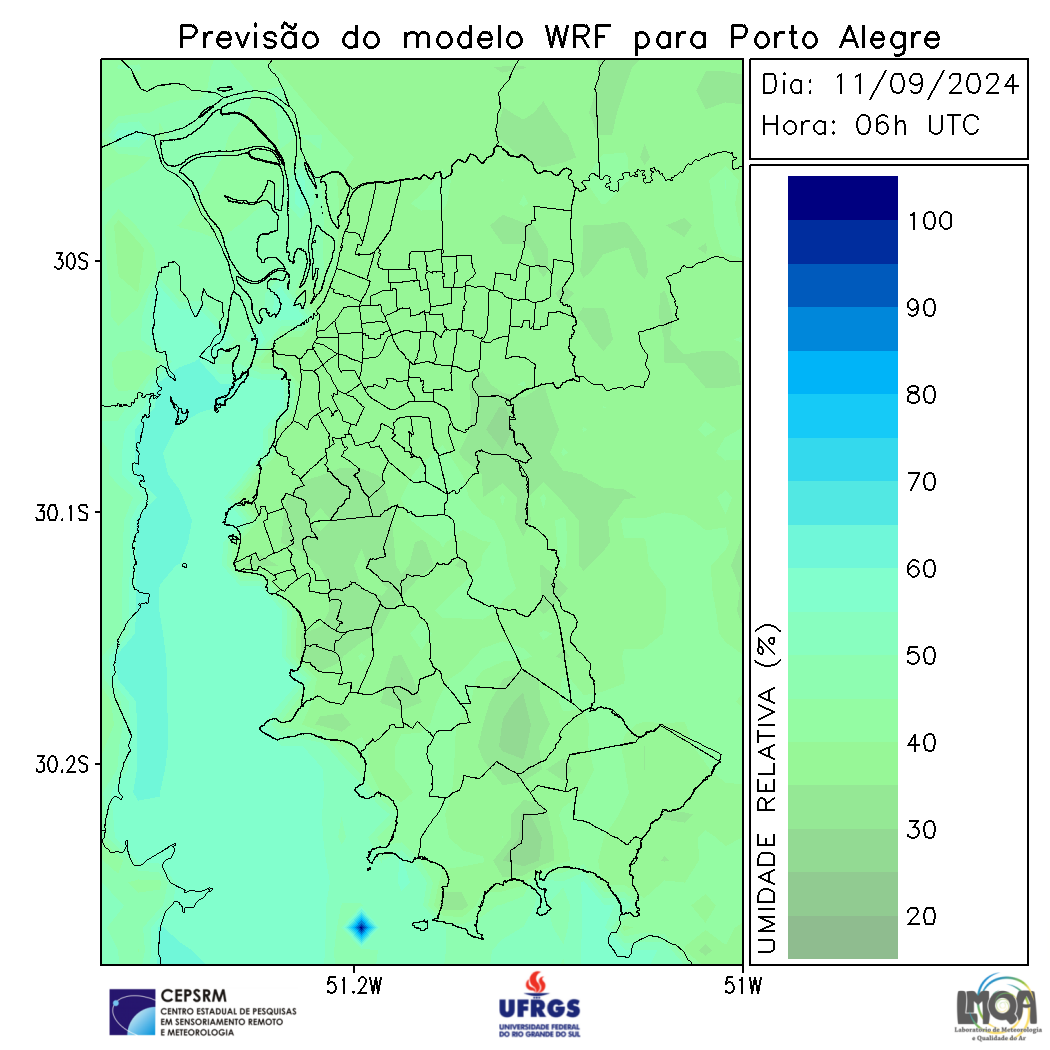 Previsão do modelo WRF para Porto Alegre
Dia: 11/09/2024
Hora: 06h UTC
30S
30.1S
30.2S
51.2W
51W
100
90
80
70
60
50
40
30
20
UMIDADE RELATIVA (%)
CEPSRM
CENTRO ESTADUAL DE PESQUISAS
EM SENSORIAMENTO REMOTO
E METEOROLOGIA
UFRGS
UNIVERSIDADE FEDERAL
DO RIO GRANDE DO SUL
LMQA
Laboratório de Meteorologia
e Qualidade do Ar